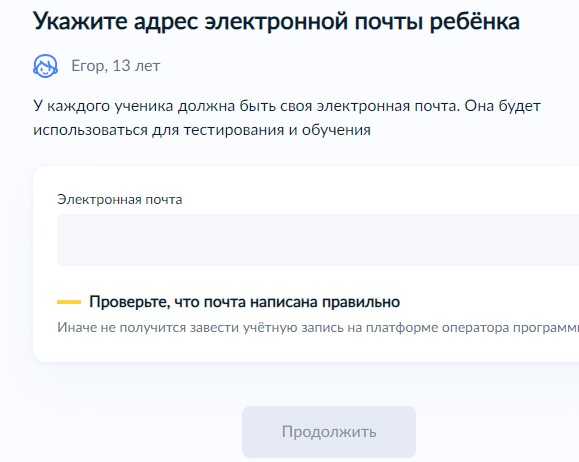 Укажите адрес электронной почты ребёнка
Егор, 13 лет
У каждого ученика должна быть своя электронная почта. Она будет
использоваться для тестирования и обучения
Электронная почта
Проверьте, что почта написана правильно
Иначе не получится завести учётную запись на платформе оператора
Продолжить